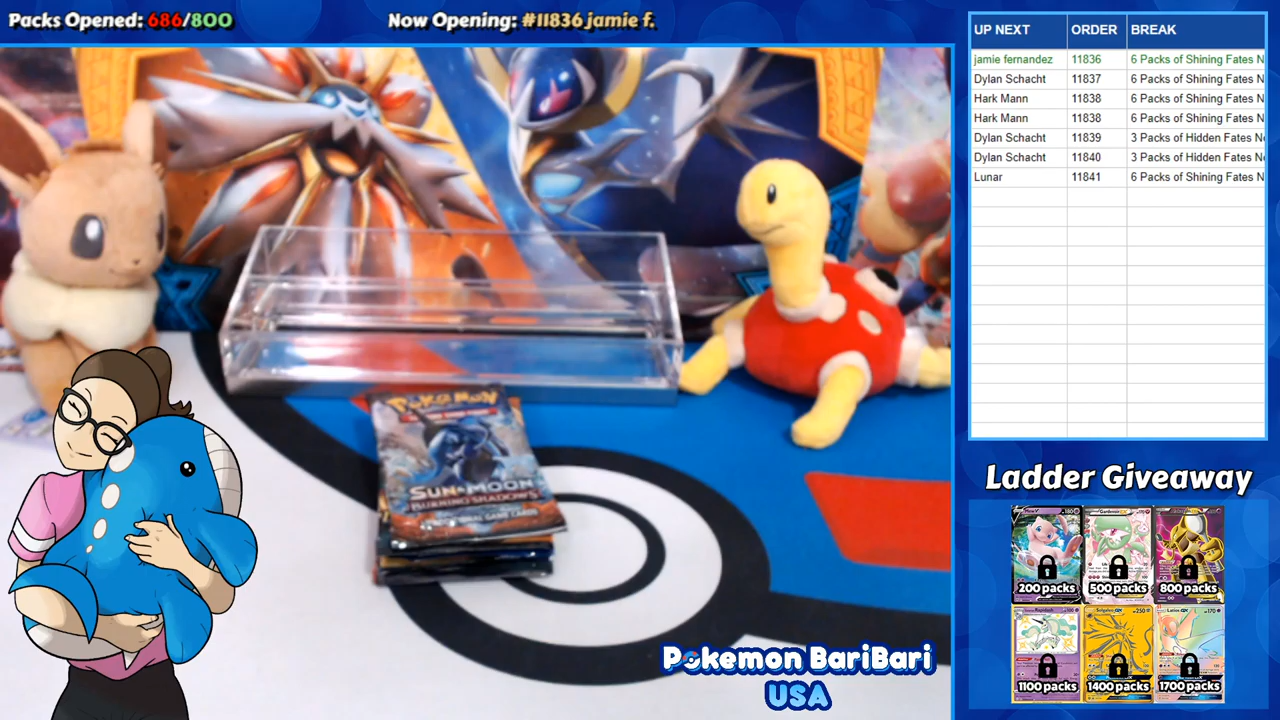 Packs Opened: 686/800
Now Opening: #11836 jamie f.
UP NEXT ORDER BREAK
jamie fernandez 11836 6 Packs of Shining Fates N
Dylan Schacht 11837 6 Packs of Shining Fates N
Hark Mann 11838 6 Packs of Shining Fates N
Hark Mann 11838 6 Packs of Shining Fates N
Dylan Schacht 11839 3 Packs of Hidden Fates Ne
Dylan Schacht 11840 3 Packs of Hidden Fates Ne
Lunar 11841 6 Packs of Shining Fates N
POKéMON
SUN & MOON
BURNING SHADOWS
Ladder Giveaway
200 packs
500 packs
800 packs
1100 packs
1400 packs
1700 packs
Pokemon BariBari
USA